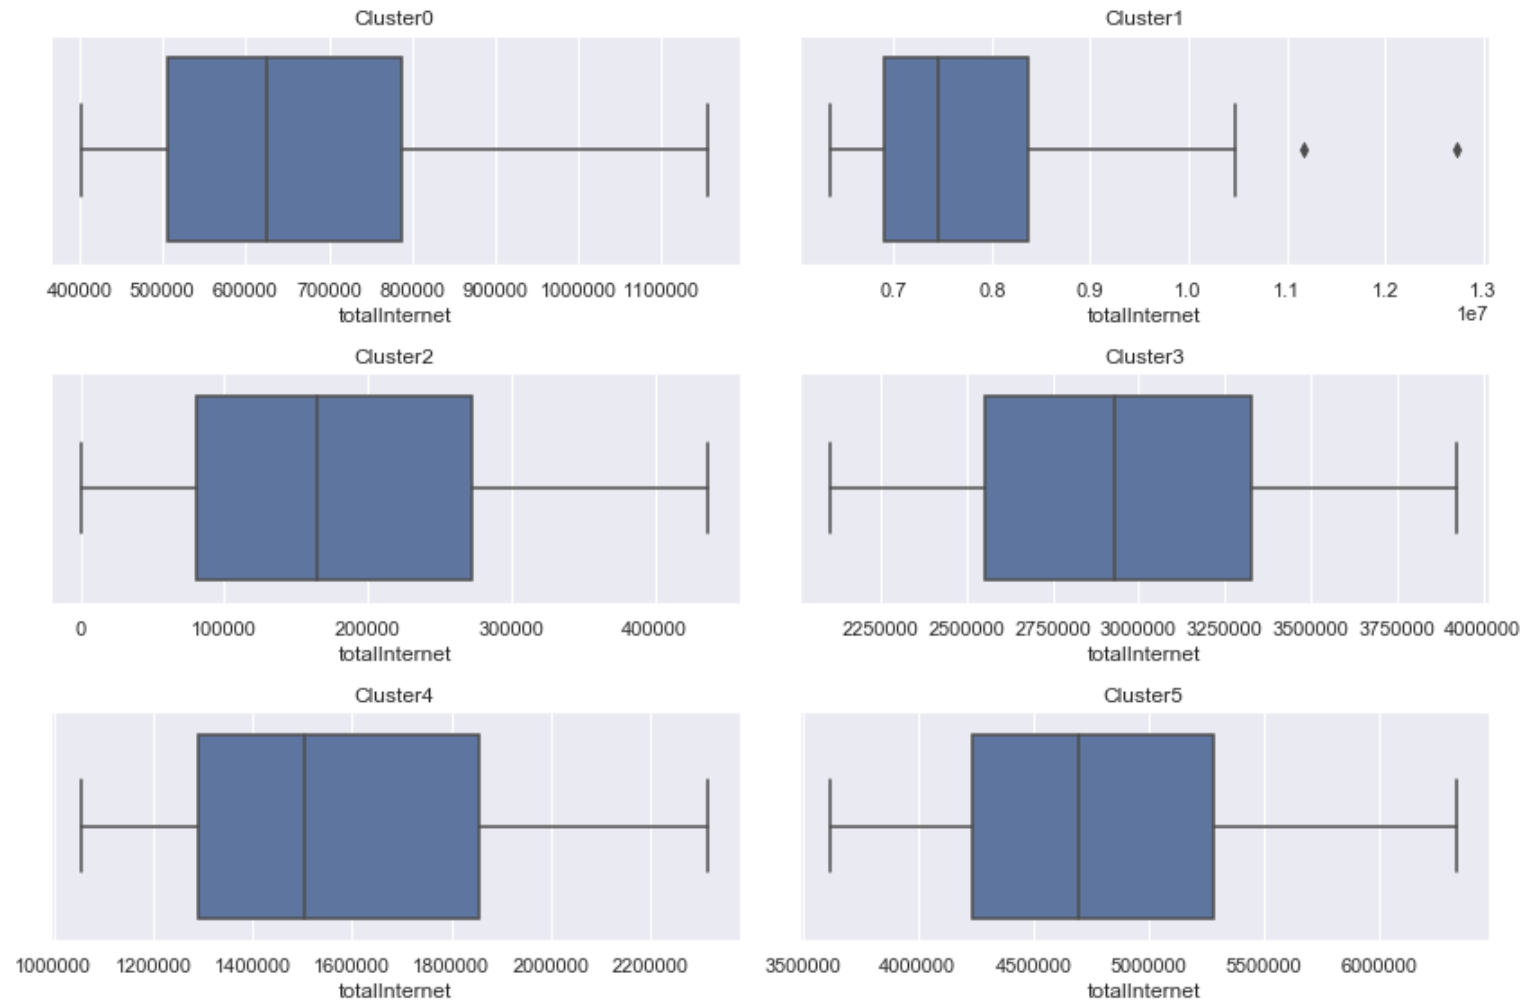 Cluster0
400000 500000 600000 700000 800000 900000 1000000 1100000
totalInternet
Cluster1
0.7 0.8 0.9 1.0 1.1 1.2 1.3
1e7
totalInternet
Cluster2
0 100000 200000 300000 400000
totalInternet
Cluster3
2250000 2500000 2750000 3000000 3250000 3500000 3750000 4000000
totalInternet
Cluster4
1000000 1200000 1400000 1600000 1800000 2000000 2200000
totalInternet
Cluster5
3500000 4000000 4500000 5000000 5500000 6000000
totalInternet